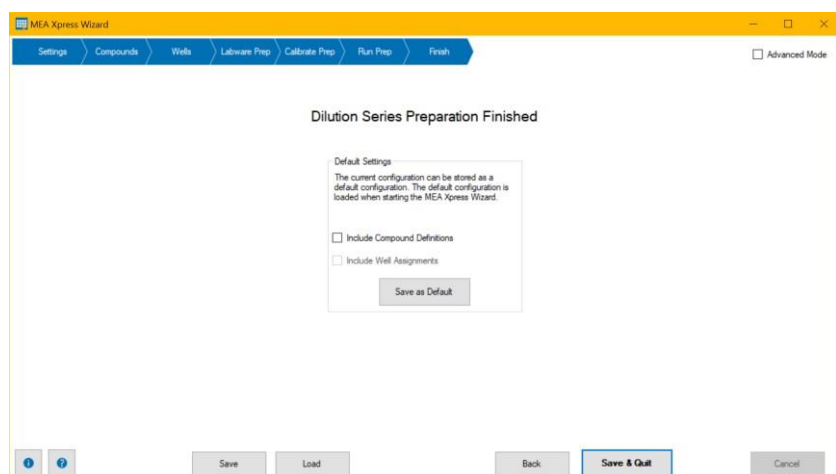 MEA Xpress Wizard
Settings
Compounds
Wells
Labware Prep
Calibrate Prep
Run Prep
Finish
Advanced Mode
Dilution Series Preparation Finished
Default Settings
The current configuration can be stored as a
default configuration. The default configuration is
loaded when starting the MEA Xpress Wizard.
Include Compound Definitions
Include Well Assignments
Save as Default
Save
Load
Back
Save & Quit
Cancel